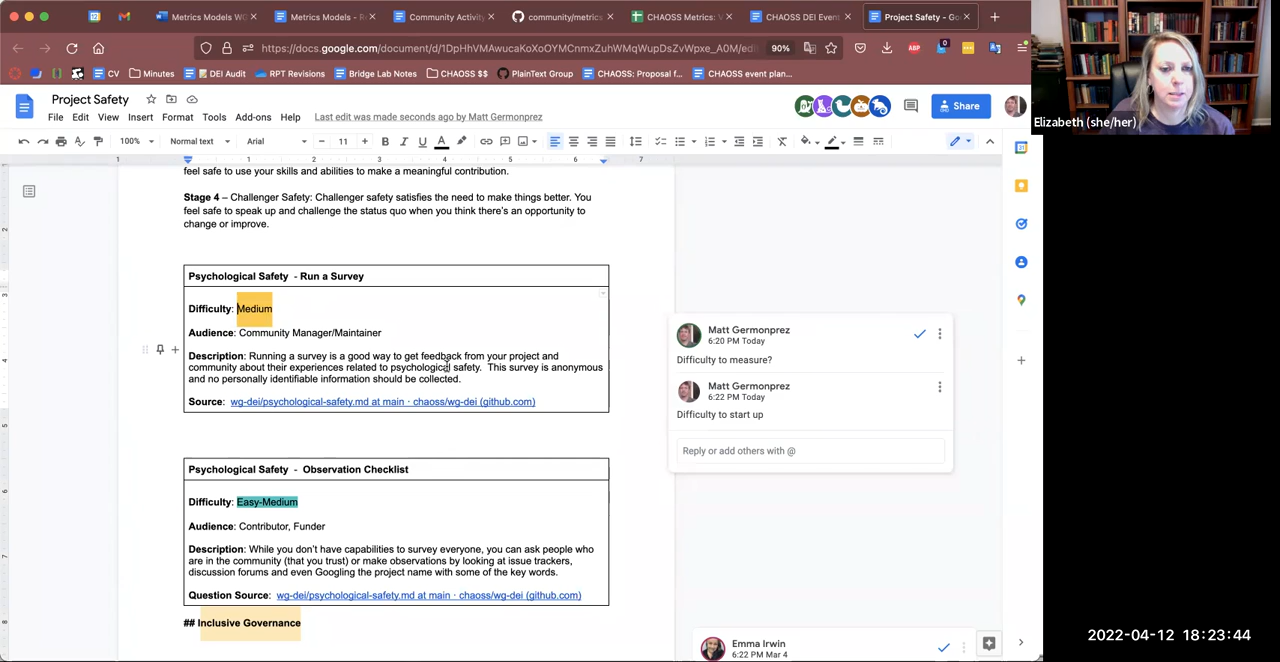 Metrics Models WG
Metrics Models - R
Community Activity
community/metrics
CHAOSS Metrics: V
CHAOSS DEI Even
Project Safety - Go
https://docs.google.com/document/d/1DpHhVMAwucaKoXoOYMCnmxZuhWMqWupDsZvWpxe_A0M/edi
90%
ABP
0
CV
Minutes
DEI Audit
RPT Revisions
Bridge Lab Notes
CHAOSS $$
PlainText Group
CHAOSS: Proposal f...
CHAOSS event plan...
Elizabeth (she/her)
Project Safety
File Edit View Insert Format Tools Add-ons Help
Last edit was made seconds ago by Matt Germonprez
Share
100% Normal text Arial 11
1 1 2 3 4 5 6 7
feel safe to use your skills and abilities to make a meaningful contribution.
Stage 4 – Challenger Safety: Challenger safety satisfies the need to make things better. You
feel safe to speak up and challenge the status quo when you think there's an opportunity to
change or improve.
Psychological Safety - Run a Survey
Difficulty: Medium
Audience: Community Manager/Maintainer
Description: Running a survey is a good way to get feedback from your project and
community about their experiences related to psychological safety. This survey is anonymous
and no personally identifiable information should be collected.
Source: wg-dei/psychological-safety.md at main · chaoss/wg-dei (github.com)
Psychological Safety - Observation Checklist
Difficulty: Easy-Medium
Audience: Contributor, Funder
Description: While you don't have capabilities to survey everyone, you can ask people who
are in the community (that you trust) or make observations by looking at issue trackers,
discussion forums and even Googling the project name with some of the key words.
Question Source: wg-dei/psychological-safety.md at main · chaoss/wg-dei (github.com)
## Inclusive Governance
Matt Germonprez
6:20 PM Today
Difficulty to measure?
Matt Germonprez
6:22 PM Today
Difficulty to start up
Reply or add others with @
Emma Irwin
6:22 PM Mar 4
2022-04-12 18:23:44